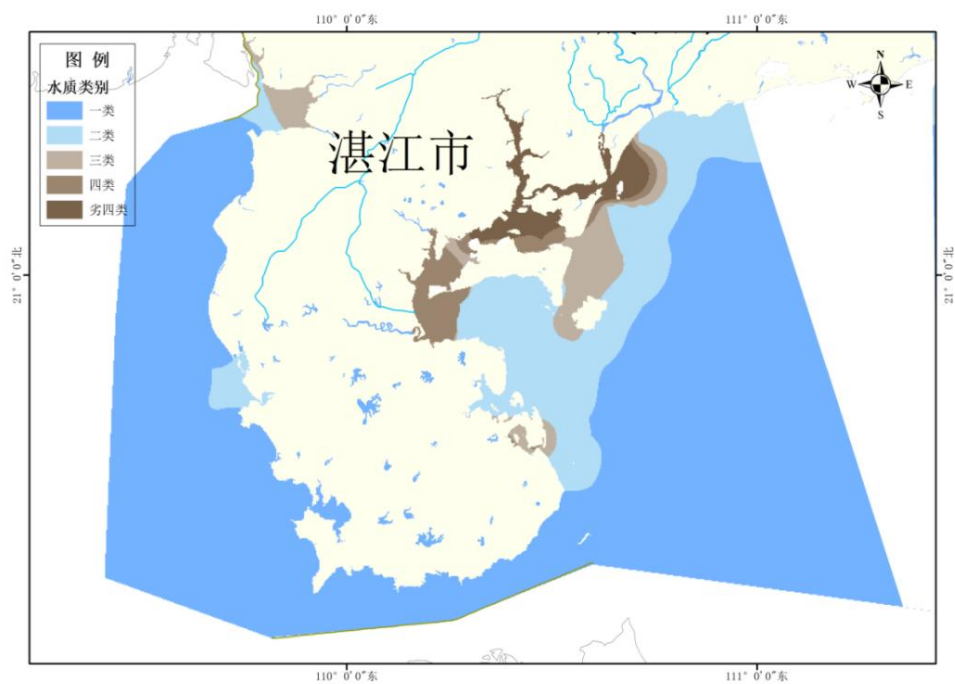 110° 0′0″东
111° 0′0″东
图 例
水质类别
一类
二类
三类
四类
劣四类
N
W
E
S
湛江市
21° 0′0″北
21° 0′0″北
110° 0′0″东
111° 0′0″东